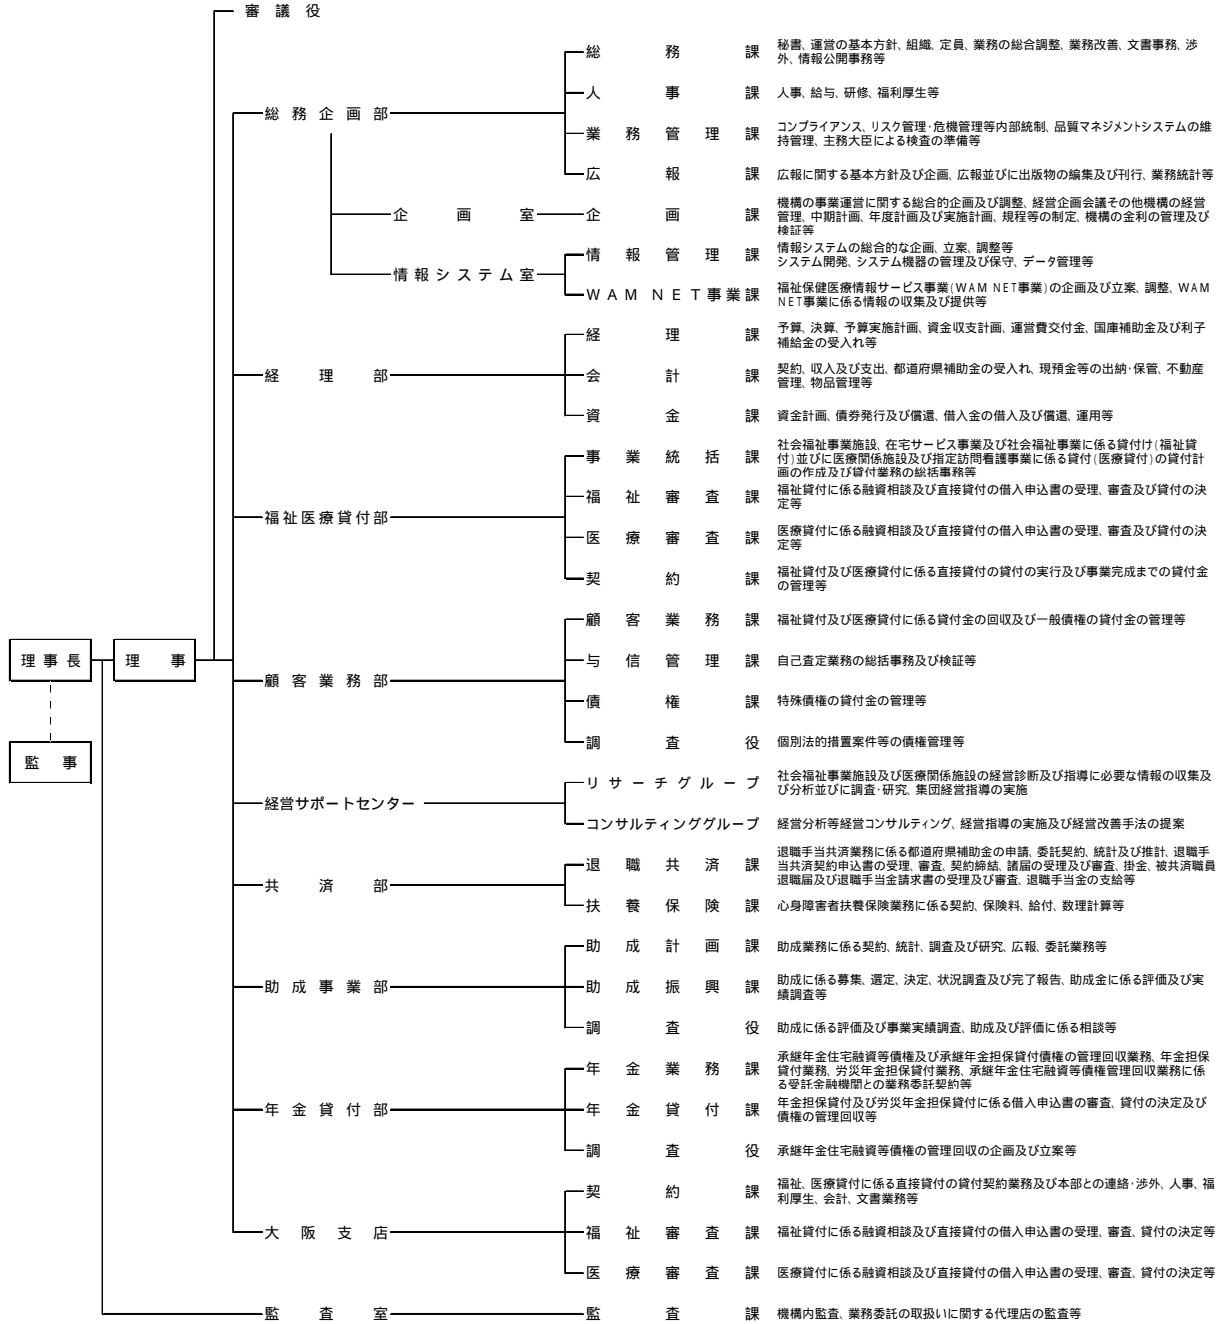 審議役
総務課
秘書、運営の基本方針、組織、定員、業務の総合調整、業務改善、文書事務、渉
外、情報公開事務等
人事課
人事、給与、研修、福利厚生等
総務企画部
業務管理課
コンプライアンス、リスク管理・危機管理等内部統制、品質マネジメントシステムの維
持管理、主務大臣による検査の準備等
広報課
広報に関する基本方針及び企画、広報並びに出版物の編集及び刊行、業務統計等
企画室
企画課
機構の事業運営に関する総合的企画及び調整、経営企画会議その他機構の経営
管理、中期計画、年度計画及び実施計画、規程等の制定、機構の金利の管理及び
検証等
情報システム室
情報管理課
情報システムの総合的な企画、立案、調整等
システム開発、システム機器の管理及び保守、データ管理等
WAM NET事業課
福祉保健医療情報サービス事業(WAM NET事業)の企画及び立案、調整、WAM
NET事業に係る情報の収集及び提供等
経理部
経理課
予算、決算、予算実施計画、資金収支計画、運営費交付金、国庫補助金及び利子
補給金の受入れ等
会計課
契約、収入及び支出、都道府県補助金の受入れ、現預金等の出納・保管、不動産
管理、物品管理等
資金課
資金計画、債券発行及び償還、借入金の借入及び償還、運用等
福祉医療貸付部
事業統括課
社会福祉事業施設、在宅サービス事業及び社会福祉事業に係る貸付け(福祉貸
付)並びに医療関係施設及び指定訪問看護事業に係る貸付(医療貸付)の貸付計
画の作成及び貸付業務の総括事務等
福祉審査課
福祉貸付に係る融資相談及び直接貸付の借入申込書の受理、審査及び貸付の決
定等
医療審査課
医療貸付に係る融資相談及び直接貸付の借入申込書の受理、審査及び貸付の決
定等
契約課
福祉貸付及び医療貸付に係る直接貸付の貸付の実行及び事業完成までの貸付金
の管理等
理事長
理事
監事
顧客業務部
顧客業務課
福祉貸付及び医療貸付に係る貸付金の回収及び一般債権の貸付金の管理等
与信管理課
自己査定業務の総括事務及び検証等
債権課
特殊債権の貸付金の管理等
調査役
個別法的措置案件等の債権管理等
経営サポートセンター
リサーチグループ
社会福祉事業施設及び医療関係施設の経営診断及び指導に必要な情報の収集及
び分析並びに調査・研究、集団経営指導の実施
コンサルティンググループ
経営分析等経営コンサルティング、経営指導の実施及び経営改善手法の提案
共済部
退職共済課
退職手当共済業務に係る都道府県補助金の申請、委託契約、統計及び推計、退職手
当共済契約申込書の受理、審査、契約締結、諸届の受理及び審査、掛金、被共済職員
退職届及び退職手当金請求書の受理及び審査、退職手当金の支給等
扶養保険課
心身障害者扶養保険業務に係る契約、保険料、給付、数理計算等
助成事業部
助成計画課
助成業務に係る契約、統計、調査及び研究、広報、委託業務等
助成振興課
助成に係る募集、選定、決定、状況調査及び完了報告、助成金に係る評価及び実
績調査等
調査役
助成に係る評価及び事業実績調査、助成及び評価に係る相談等
年金貸付部
年金業務課
承継年金住宅融資等債権及び承継年金担保貸付債権の管理回収業務、年金担保
貸付業務、労災年金担保貸付業務、承継年金住宅融資等債権管理回収業務に係
る受託金融機関との業務委託契約等
年金貸付課
年金担保貸付及び労災年金担保貸付に係る借入申込書の審査、貸付の決定及び
債権の管理回収等
調査役
承継年金住宅融資等債権の管理回収の企画及び立案等
大阪支店
契約課
福祉、医療貸付に係る直接貸付の貸付契約業務及び本部との連絡・渉外、人事、福
利厚生、会計、文書業務等
福祉審査課
福祉貸付に係る融資相談及び直接貸付の借入申込書の受理、審査、貸付の決定等
医療審査課
医療貸付に係る融資相談及び直接貸付の借入申込書の受理、審査、貸付の決定等
監査室
監査課
機構内監査、業務委託の取扱いに関する代理店の監査等